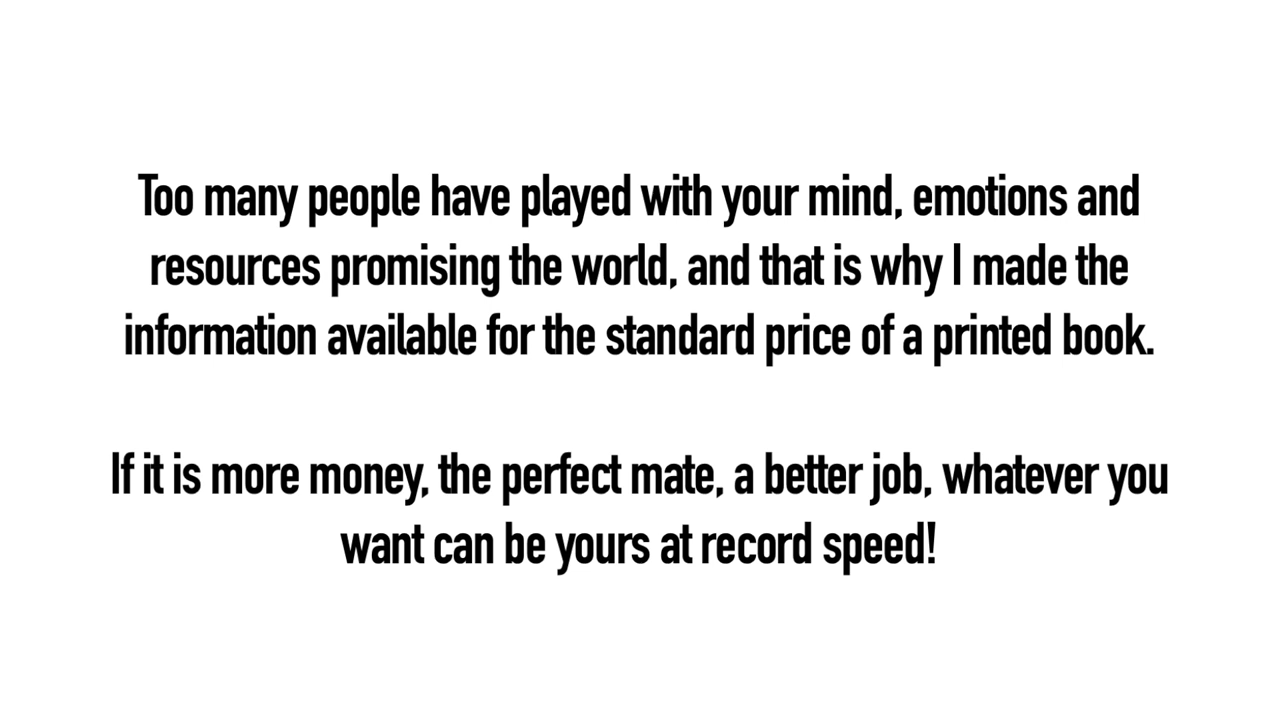 Too many people have played with your mind, emotions and
resources promising the world, and that is why I made the
information available for the standard price of a printed book.
If it is more money, the perfect mate, a better job, whatever you
want can be yours at record speed!